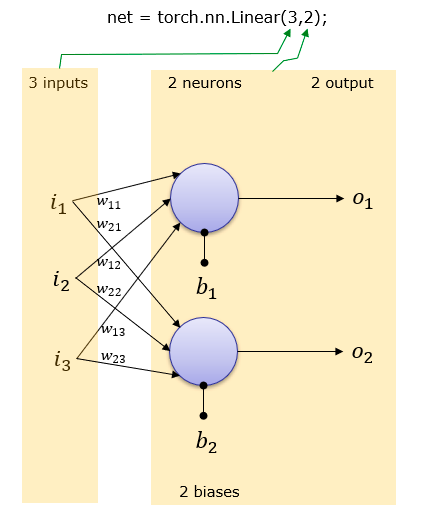 net = torch.nn.Linear(3,2);
3 inputs
2 neurons
2 output
i₁
w₁₁
o₁
w₂₁
w₁₂
i₂
w₂₂
b₁
w₁₃
i₃
w₂₃
o₂
b₂
2 biases